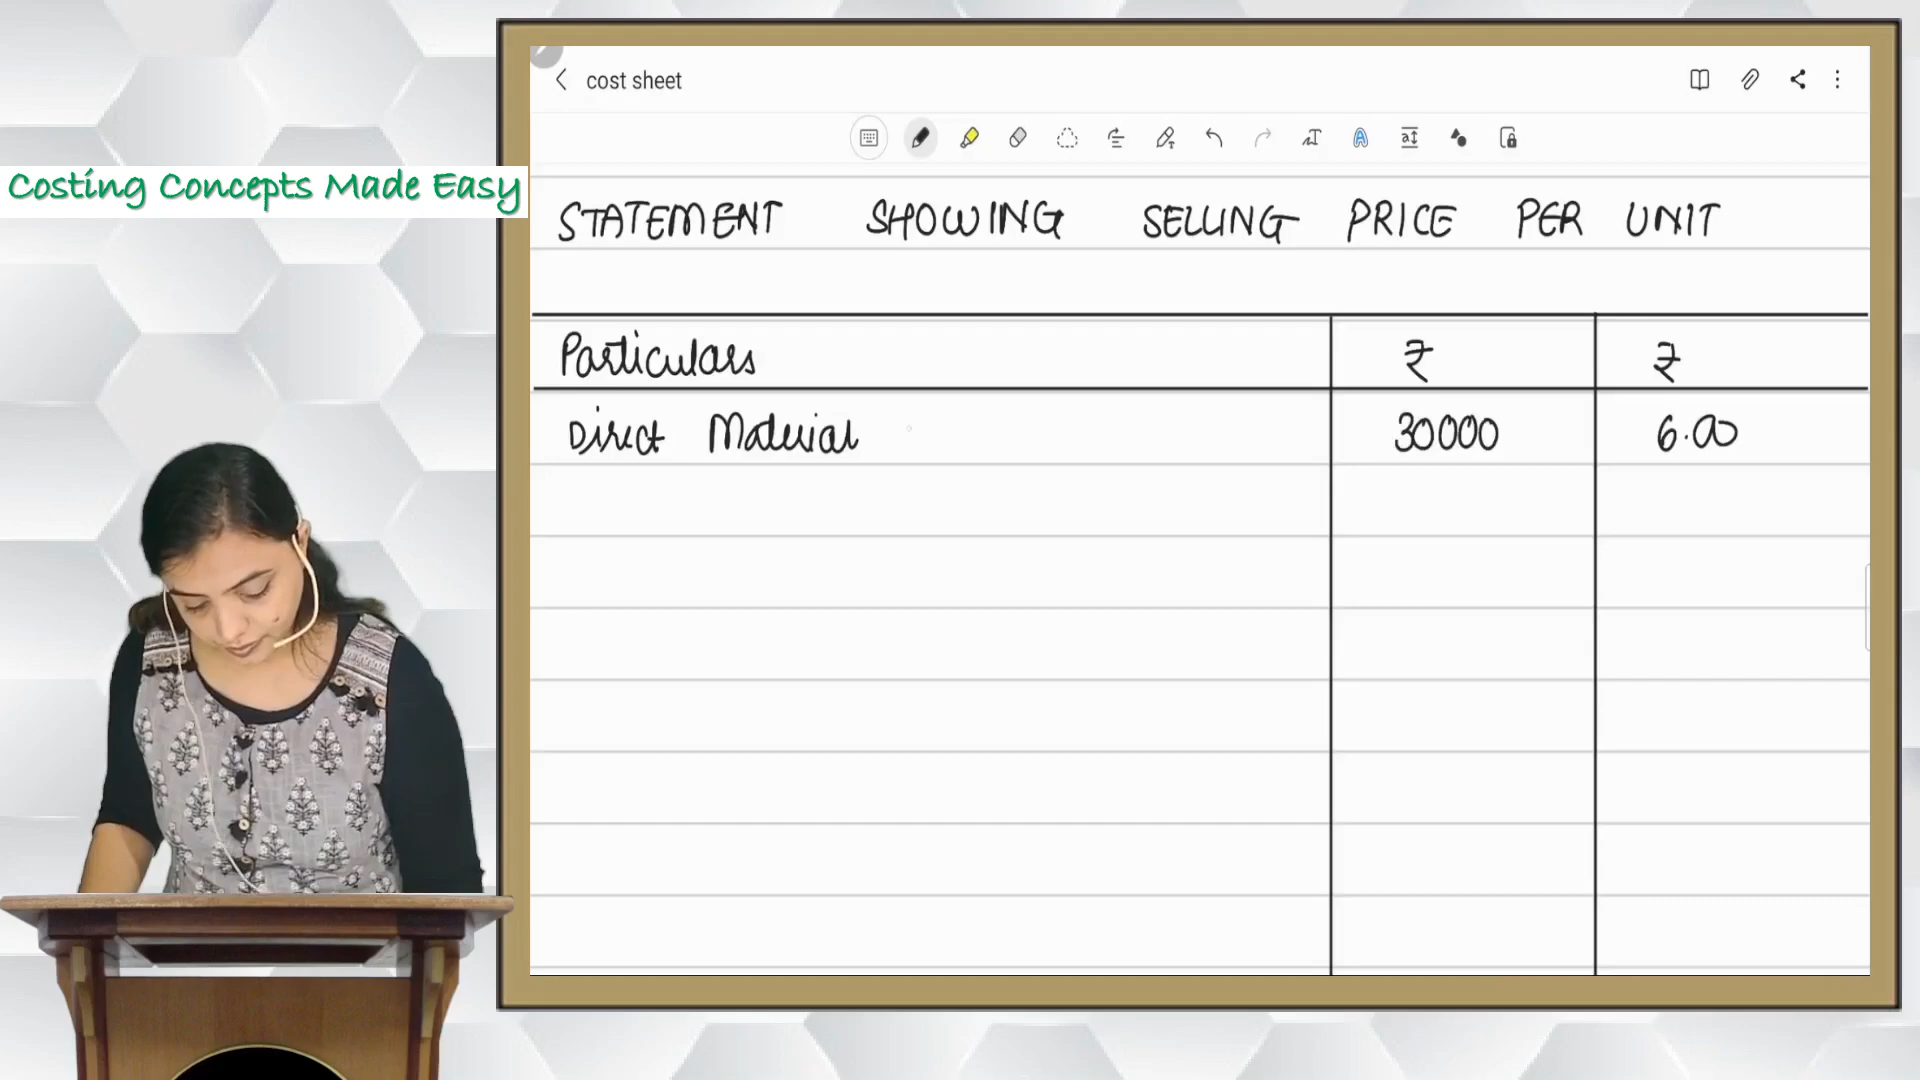 cost sheet
Costing Concepts Made Easy
STATEMENT SHOWING SELLING PRICE PER UNIT
Particulars ₹ ₹
Direct Material 30000 6.00